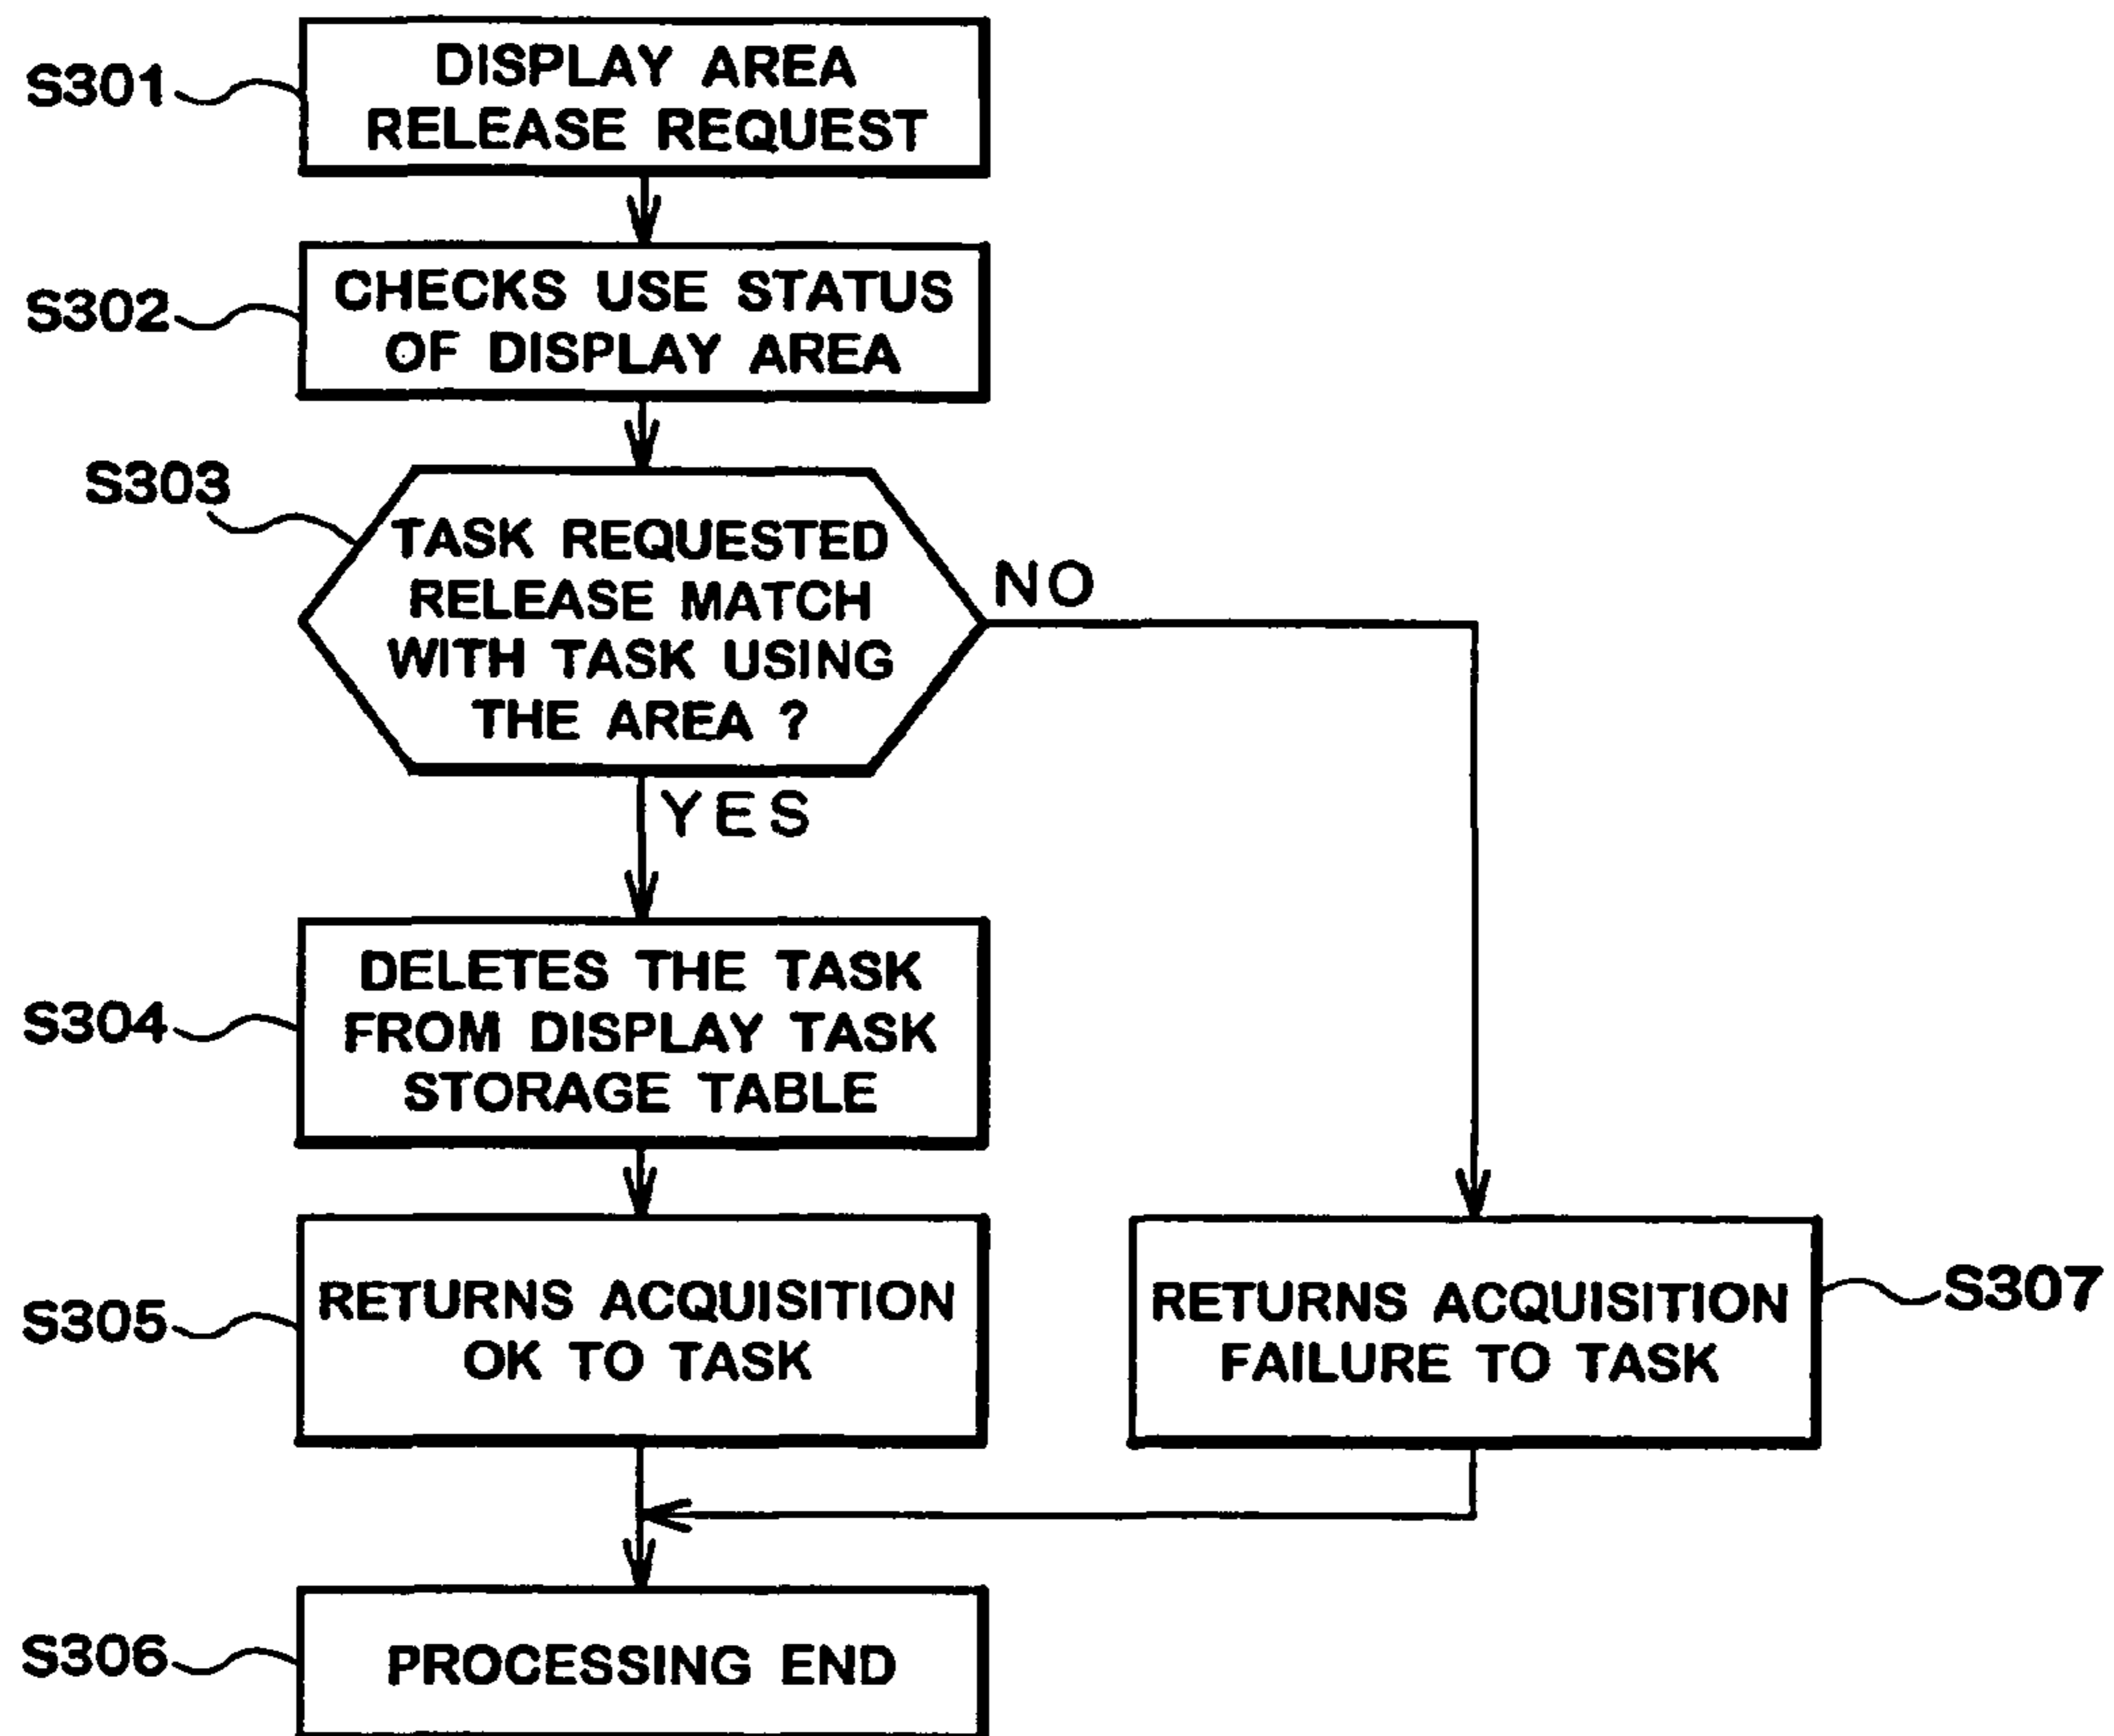 S301
DISPLAY AREA
RELEASE REQUEST
S302
CHECKS USE STATUS
OF DISPLAY AREA
S303
TASK REQUESTED
RELEASE MATCH
WITH TASK USING
THE AREA ?
NO
YES
S304
DELETES THE TASK
FROM DISPLAY TASK
STORAGE TABLE
S305
RETURNS ACQUISITION
OK TO TASK
RETURNS ACQUISITION
FAILURE TO TASK
S307
S306
PROCESSING END